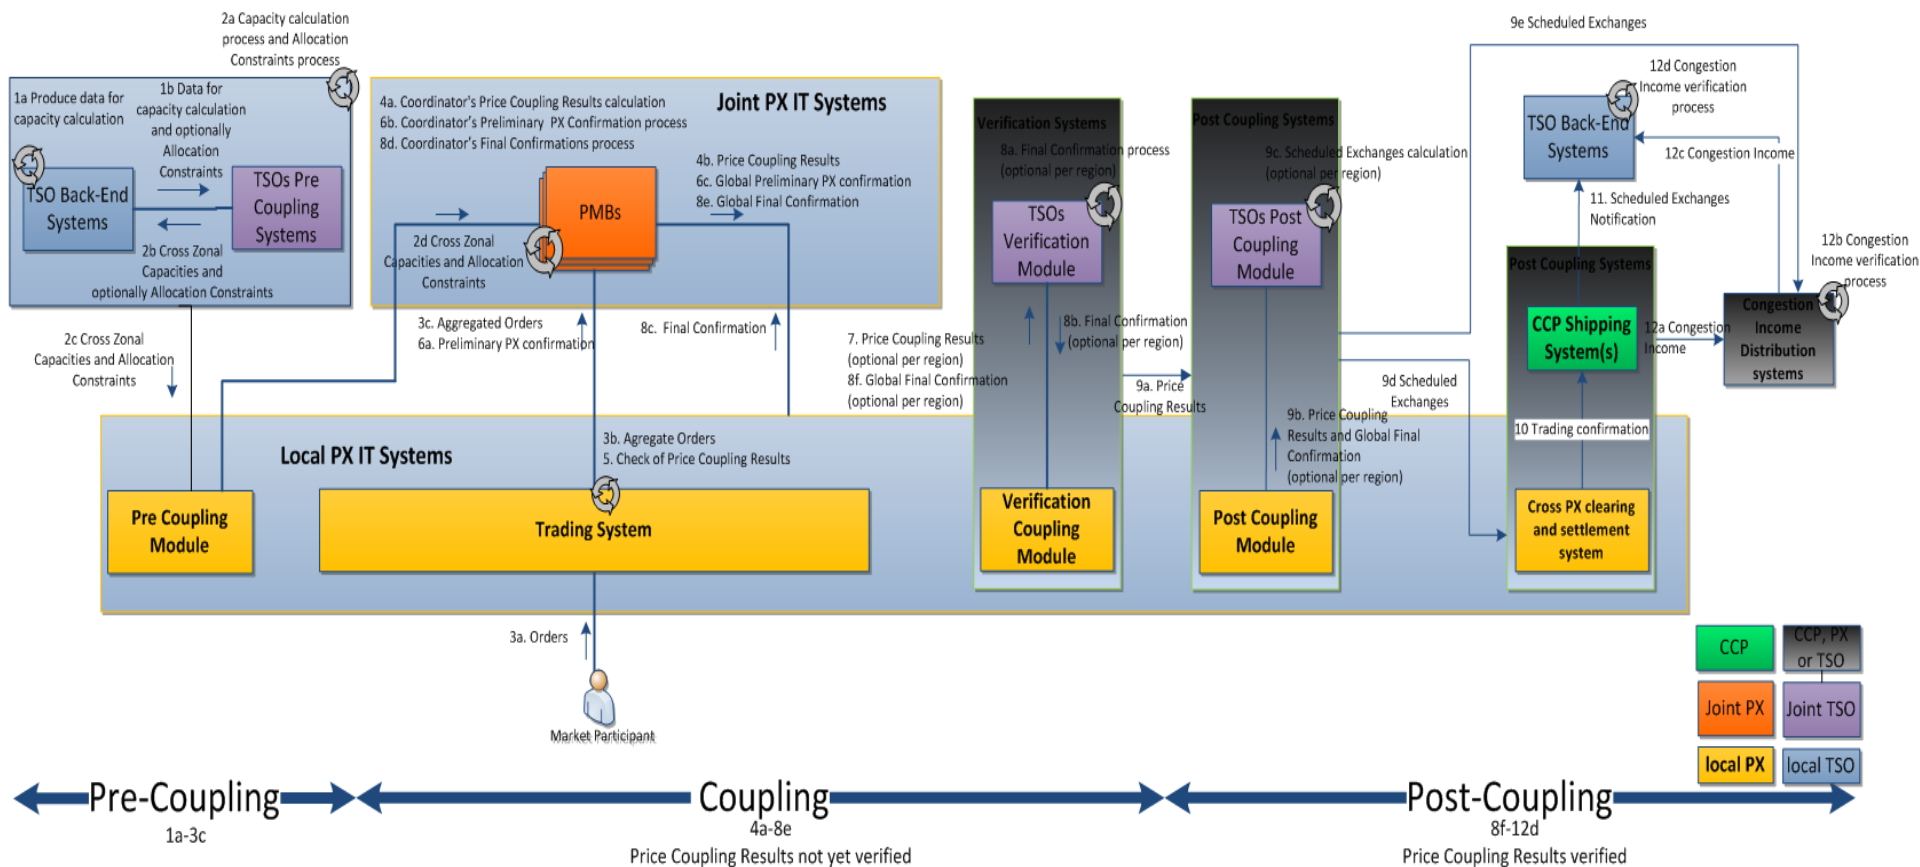 2a Capacity calculation
process and Allocation
Constraints process
1a Produce data for
capacity calculation
1b Data for
capacity calculation
and optionally
Allocation
Constraints
TSO Back-End
Systems
TSOs Pre
Coupling
Systems
2b Cross Zonal
Capacities and
optionally Allocation Constraints
2c Cross Zonal
Capacities and Allocation
Constraints
Joint PX IT Systems
4a. Coordinator's Price Coupling Results calculation
6b. Coordinator's Preliminary PX Confirmation process
8d. Coordinator's Final Confirmations process
PMBs
4b. Price Coupling Results
6c. Global Preliminary PX confirmation
8e. Global Final Confirmation
2d Cross Zonal
Capacities and Allocation
Constraints
3c. Aggregated Orders
6a. Preliminary PX confirmation
8c. Final Confirmation
Local PX IT Systems
3b. Agregate Orders
5. Check of Price Coupling Results
Pre Coupling
Module
Trading System
3a. Orders
Market Participant
Verification Systems
8a. Final Confirmation process
(optional per region)
TSOs
Verification
Module
7. Price Coupling Results
(optional per region)
8f. Global Final Confirmation
(optional per region)
8b. Final Confirmation
(optional per region)
Verification
Coupling
Module
9a. Price
Coupling Results
Post Coupling Systems
9c. Scheduled Exchanges calculation
(optional per region)
TSOs Post
Coupling
Module
9b. Price Coupling
Results and Global Final
Confirmation
(optional per region)
Post Coupling
Module
9d Scheduled
Exchanges
9e Scheduled Exchanges
12d Congestion
Income verification
process
TSO Back-End
Systems
12c Congestion Income
11. Scheduled Exchanges
Notification
12b Congestion
Income verification
process
Post Coupling Systems
CCP Shipping
System(s)
12a Congestion
Income
Congestion
Income
Distribution
systems
10 Trading confirmation
Cross PX clearing
and settlement
system
CCP
CCP, PX
or TSO
Joint PX
Joint TSO
local PX
local TSO
Pre-Coupling
1a-3c
Coupling
4a-8e
Price Coupling Results not yet verified
Post-Coupling
8f-12d
Price Coupling Results verified